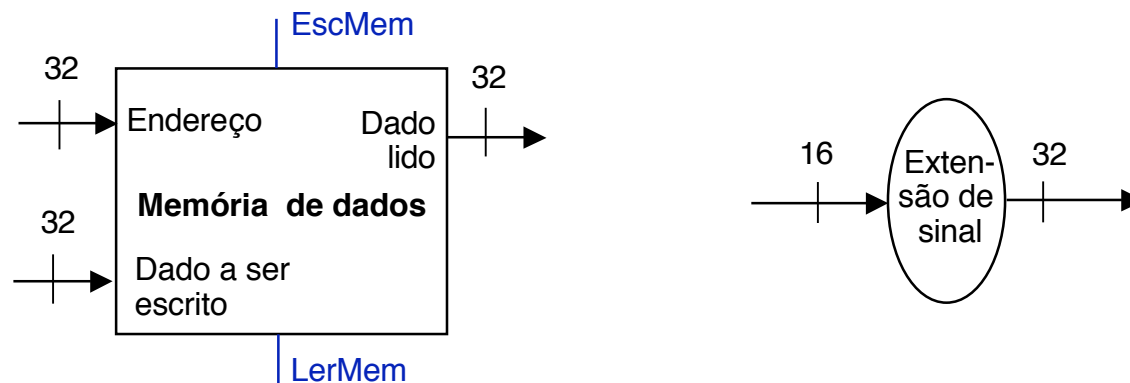 EscMem
32
Endereço
Dado
lido
32
Memória de dados
32
Dado a ser
escrito
LerMem
16
Exten-
são de
sinal
32